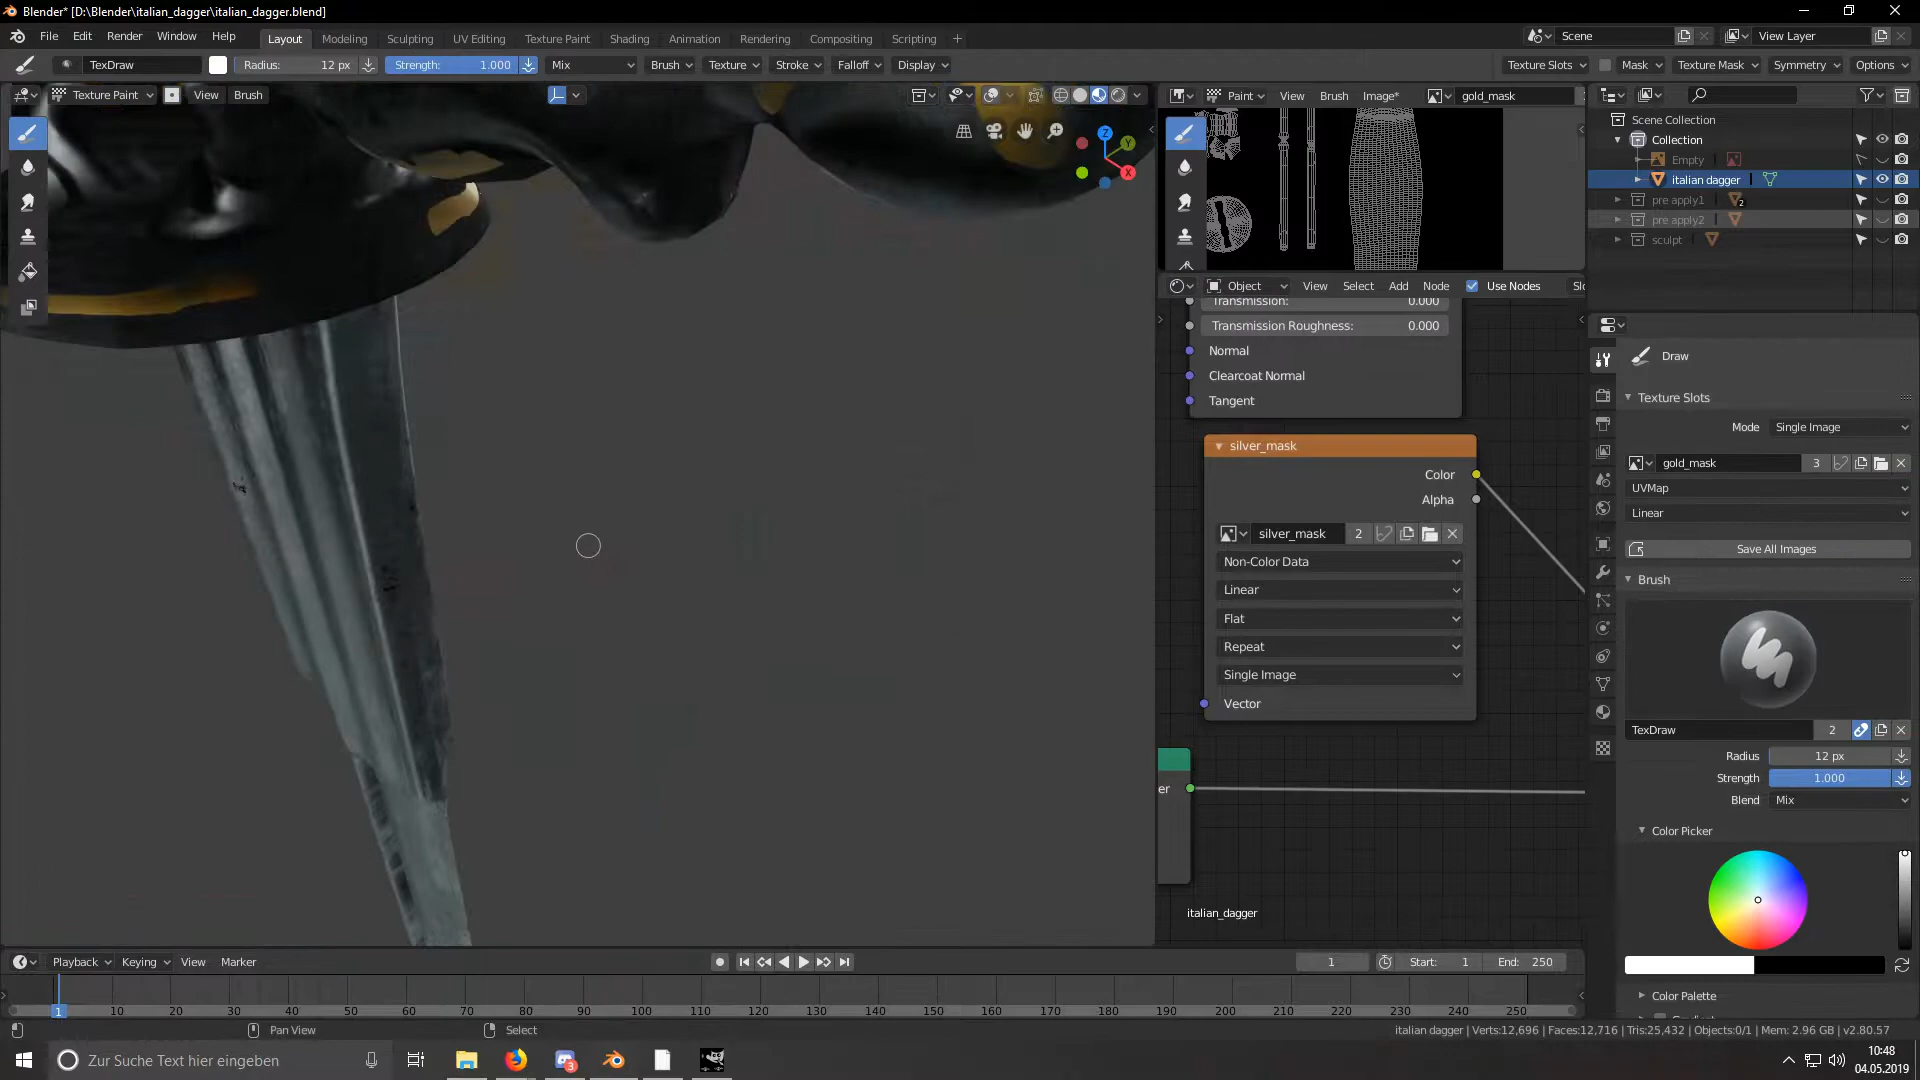 Blender* [D:\Blender\italian_dagger\italian_dagger.blend]
File Edit Render Window Help Layout Modeling Sculpting UV Editing Texture Paint Shading Animation Rendering Compositing Scripting + Scene View Layer
TexDraw Radius: 12 px Strength: 1.000 Mix Brush Texture Stroke Falloff Display Texture Slots Mask Texture Mask Symmetry Options
Texture Paint View Brush Paint View Brush Image* gold_mask
Z
Y
X
Scene Collection
Collection
Empty
italian dagger
pre apply1 2
pre apply2
sculpt
Object View Select Add Node Use Nodes Slo
Transmission: 0.000
Transmission Roughness: 0.000
Normal
Clearcoat Normal
Tangent
silver_mask
Color
Alpha
silver_mask 2
Non-Color Data
Linear
Flat
Repeat
Single Image
Vector
er
italian_dagger
Draw
Texture Slots
Mode Single Image
gold_mask 3
UVMap
Linear
Save All Images
Brush
TexDraw 2
Radius 12 px
Strength 1.000
Blend Mix
Color Picker
Color Palette
Playback Keying View Marker 1 Start: 1 End: 250
1 10 20 30 40 50 60 70 80 90 100 110 120 130 140 150 160 170 180 190 200 210 220 230 240 250
Pan View Select italian dagger | Verts:12,696 | Faces:12,716 | Tris:25,432 | Objects:0/1 | Mem: 2.96 GB | v2.80.57
Zur Suche Text hier eingeben 3 10:48
04.05.2019